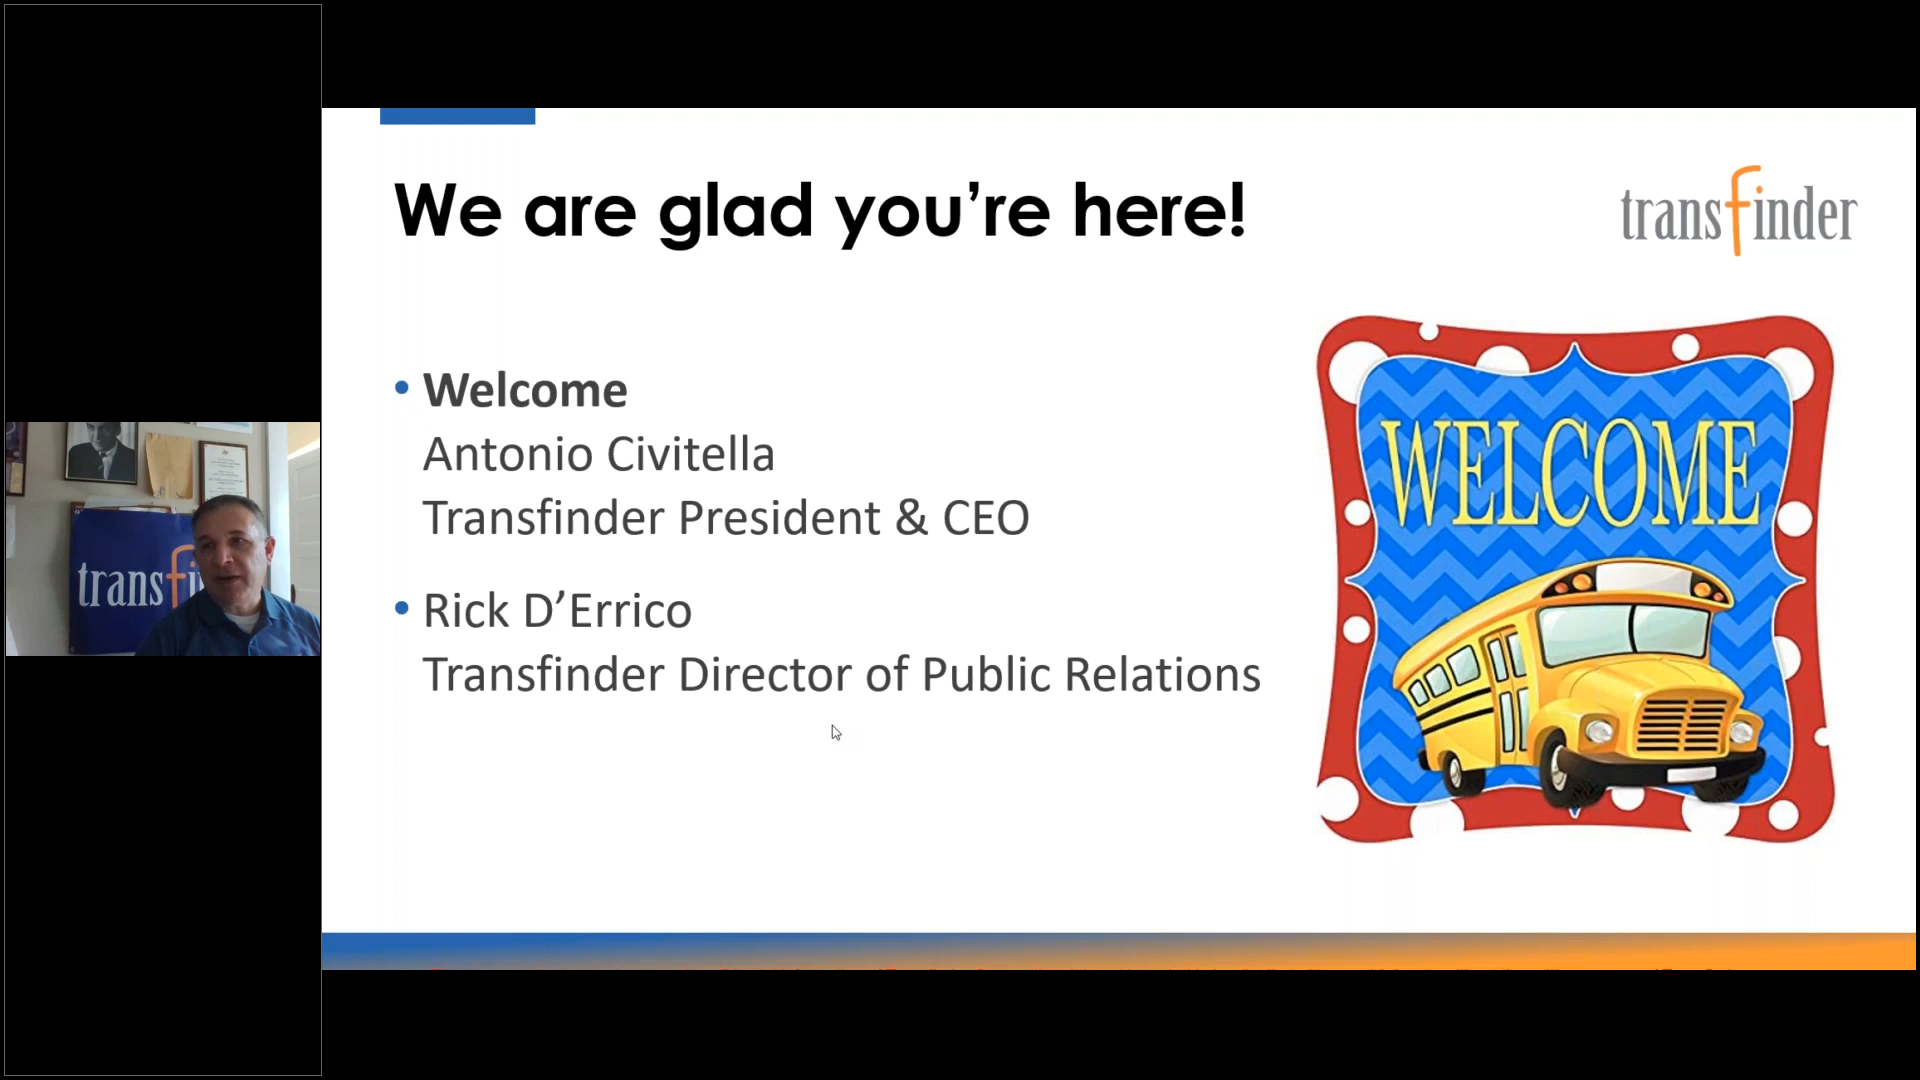 We are glad you’re here!
transfinder
• Welcome
Antonio Civitella
Transfinder President & CEO
• Rick D’Errico
Transfinder Director of Public Relations
WELCOME
transfi